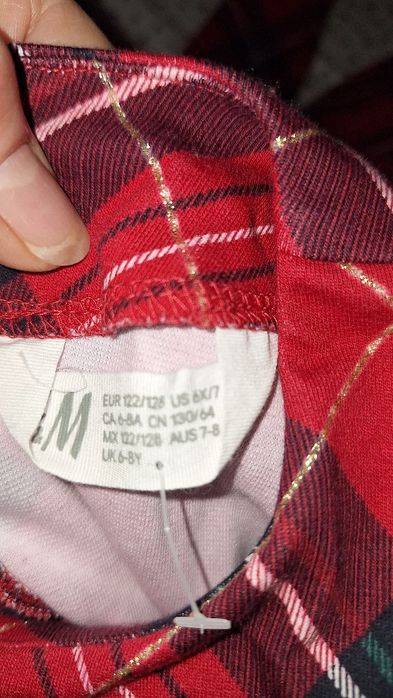 &M
EUR 122/128 US 6X/7
CA 6-8A CN 130/64
MX 122/128 AUS 7-8
UK 6-8Y